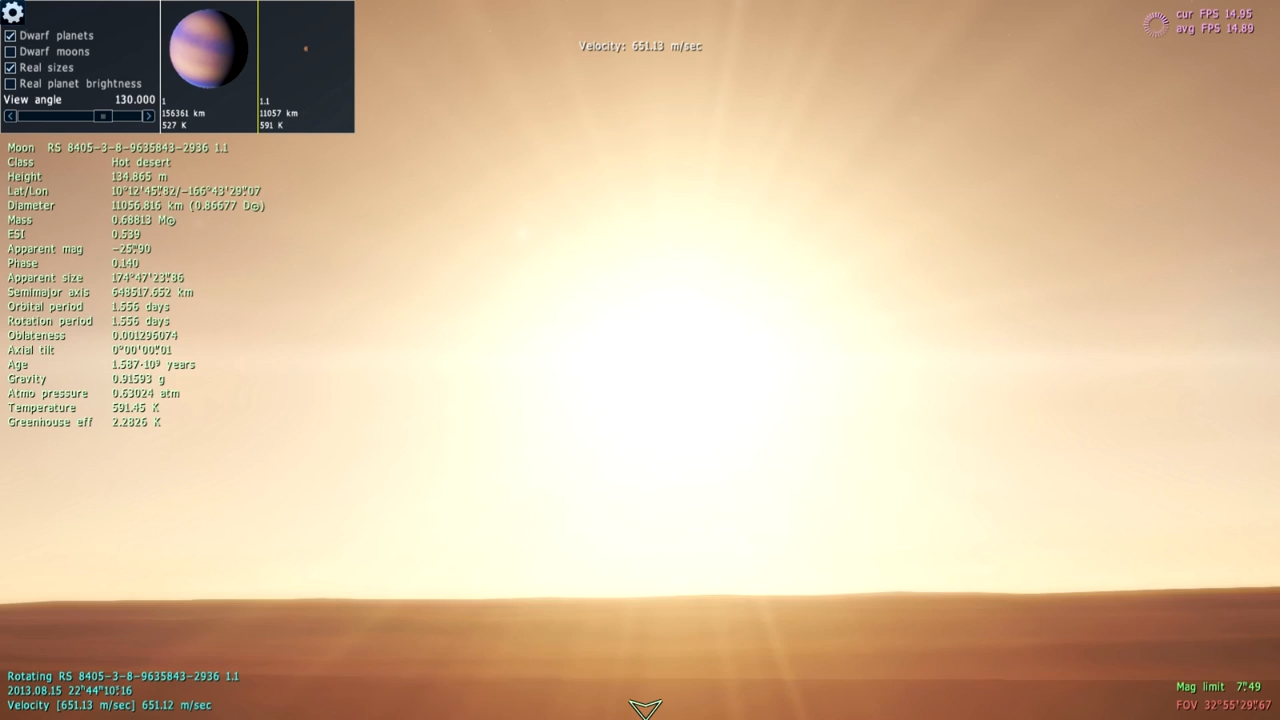 Dwarf planets
Dwarf moons
Real sizes
Real planet brightness
View angle 130.000
1
156361 km
527 K
1.1
11057 km
591 K
Velocity: 651.13 m/sec
cur FPS 14.95
avg FPS 14.89
Moon RS 8405-3-8-9635843-2936 1.1
Class Hot desert
Height 134.865 m
Lat/Lon 10°12'45"82/-166°43'29"07
Diameter 11056.816 km (0.86677 D⊕)
Mass 0.68813 M⊕
ESI 0.539
Apparent mag -25ᵐ90
Phase 0.140
Apparent size 174°47'23"86
Semimajor axis 648517.652 km
Orbital period 1.556 days
Rotation period 1.556 days
Oblateness 0.001296074
Axial tilt 0°00'00"01
Age 1.587·10⁹ years
Gravity 0.91593 g
Atmo pressure 0.63024 atm
Temperature 591.45 K
Greenhouse eff 2.2826 K
Rotating RS 8405-3-8-9635843-2936 1.1
2013.08.15 22ʰ44ᵐ10ˢ16
Velocity [651.13 m/sec] 651.12 m/sec
Mag limit 7ᵐ49
FOV 32°55'29"67